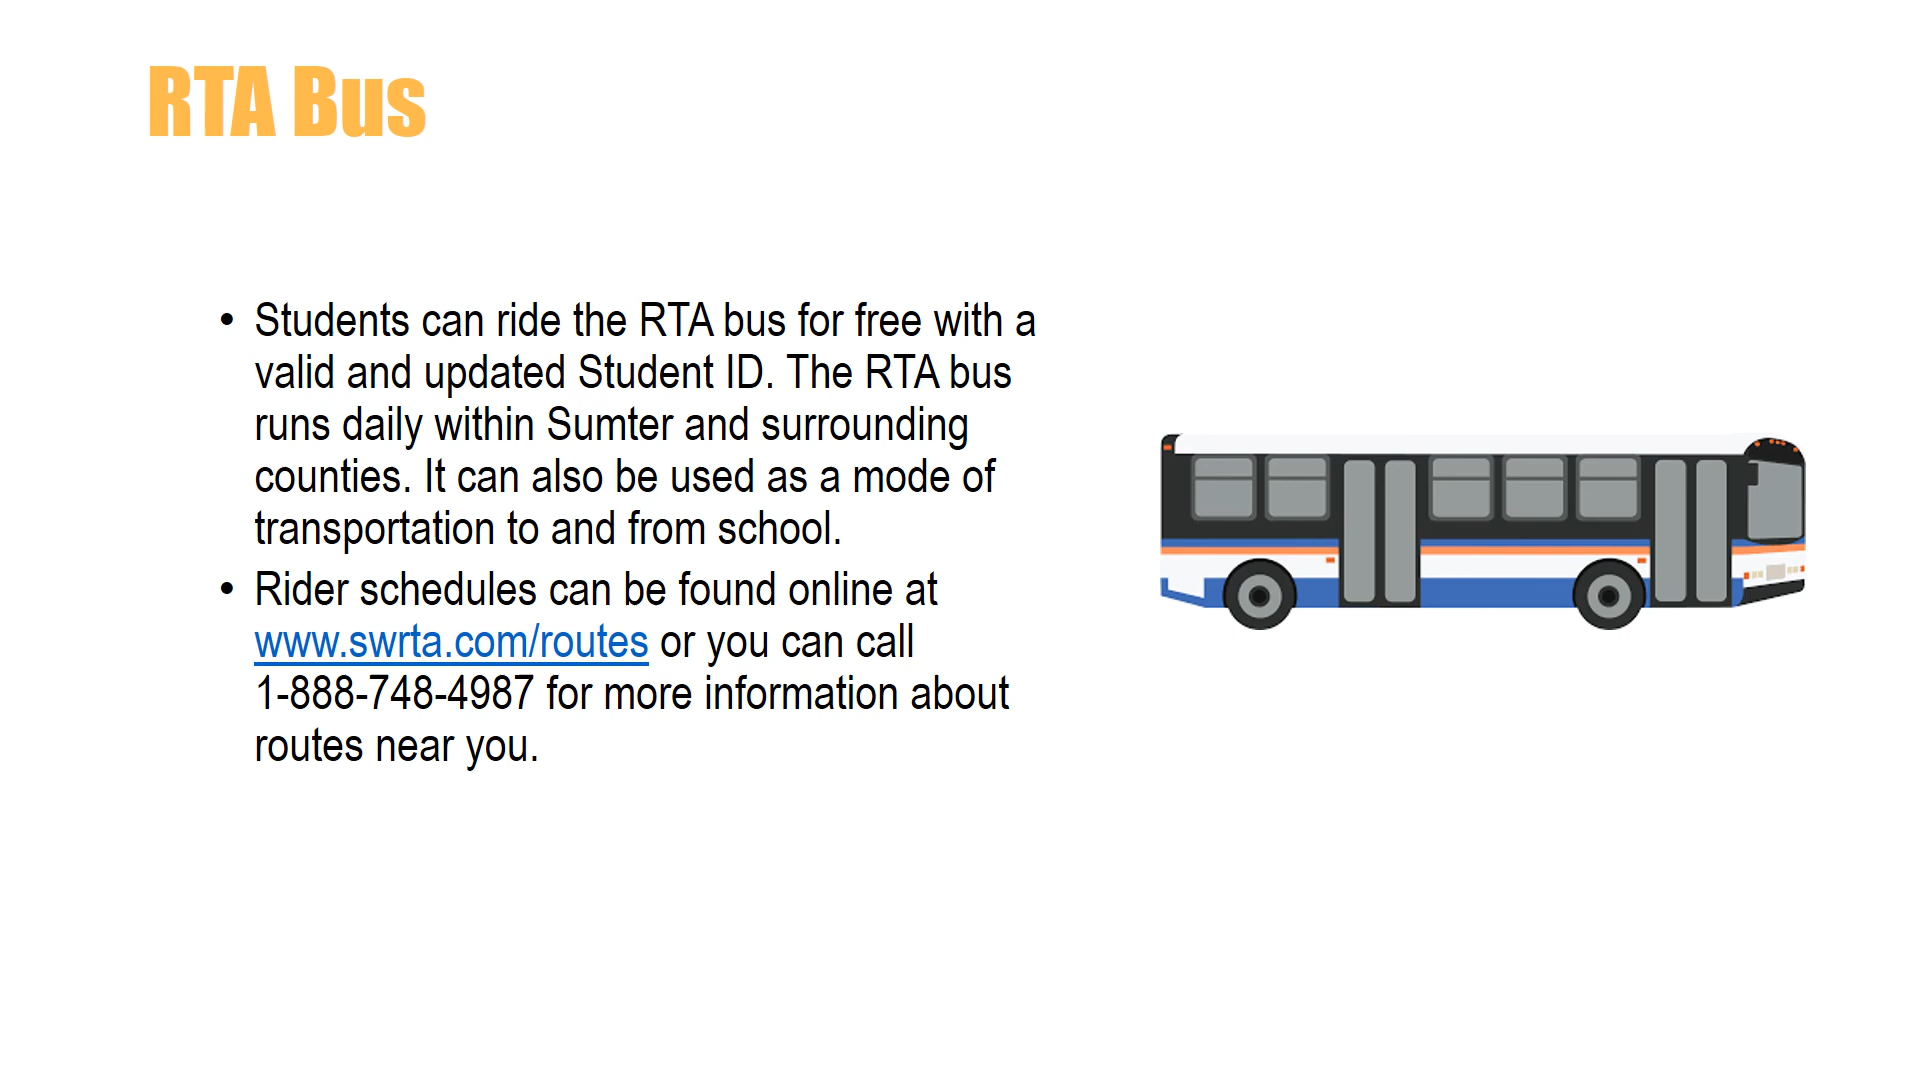 RTA Bus
• Students can ride the RTA bus for free with a
valid and updated Student ID. The RTA bus
runs daily within Sumter and surrounding
counties. It can also be used as a mode of
transportation to and from school.
• Rider schedules can be found online at
www.swrta.com/routes or you can call
1-888-748-4987 for more information about
routes near you.